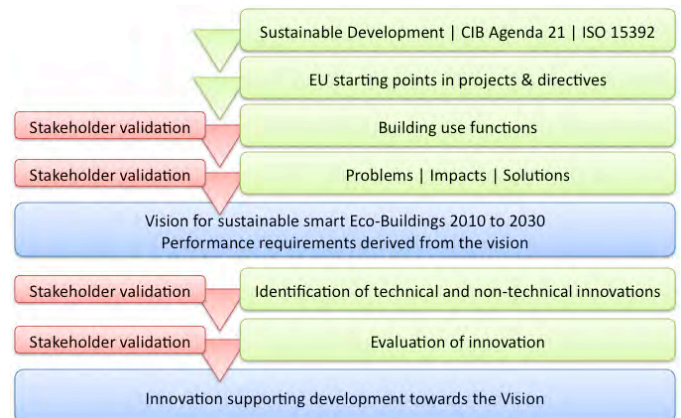 Sustainable Development | CIB Agenda 21 | ISO 15392
EU starting points in projects & directives
Stakeholder validation
Building use functions
Stakeholder validation
Problems | Impacts | Solutions
Vision for sustainable smart Eco-Buildings 2010 to 2030
Performance requirements derived from the vision
Stakeholder validation
Identification of technical and non-technical innovations
Stakeholder validation
Evaluation of innovation
Innovation supporting development towards the Vision